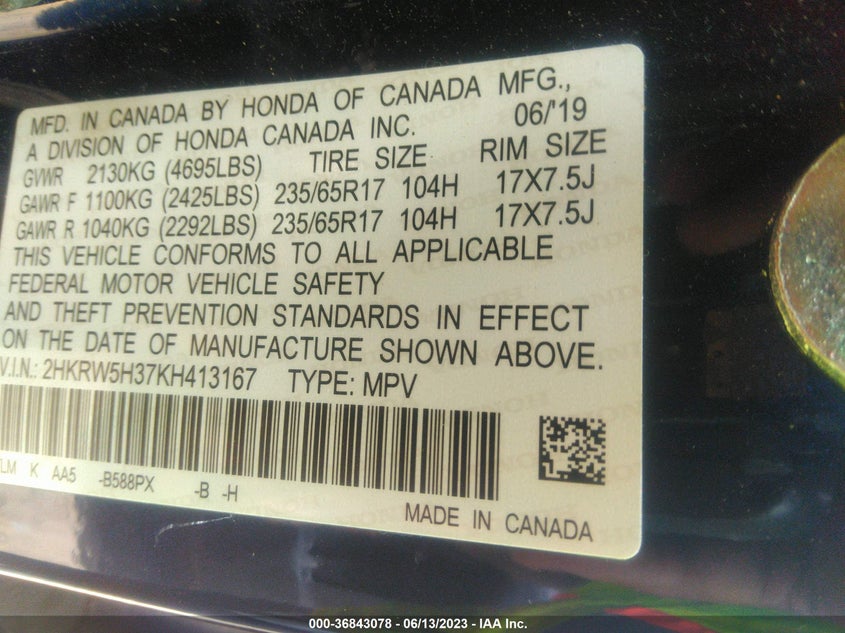 MFD. IN CANADA BY HONDA OF CANADA MFG.,
A DIVISION OF HONDA CANADA INC. 06/'19
GVWR 2130KG (4695LBS) TIRE SIZE RIM SIZE
GAWR F 1100KG (2425LBS) 235/65R17 104H 17X7.5J
GAWR R 1040KG (2292LBS) 235/65R17 104H 17X7.5J
THIS VEHICLE CONFORMS TO ALL APPLICABLE
FEDERAL MOTOR VEHICLE SAFETY
AND THEFT PREVENTION STANDARDS IN EFFECT
ON THE DATE OF MANUFACTURE SHOWN ABOVE.
V.I.N.: 2HKRW5H37KH413167 TYPE: MPV
TLM K AA5 -B588PX -B -H
MADE IN CANADA
000-36843078 - 06/13/2023 - IAA Inc.